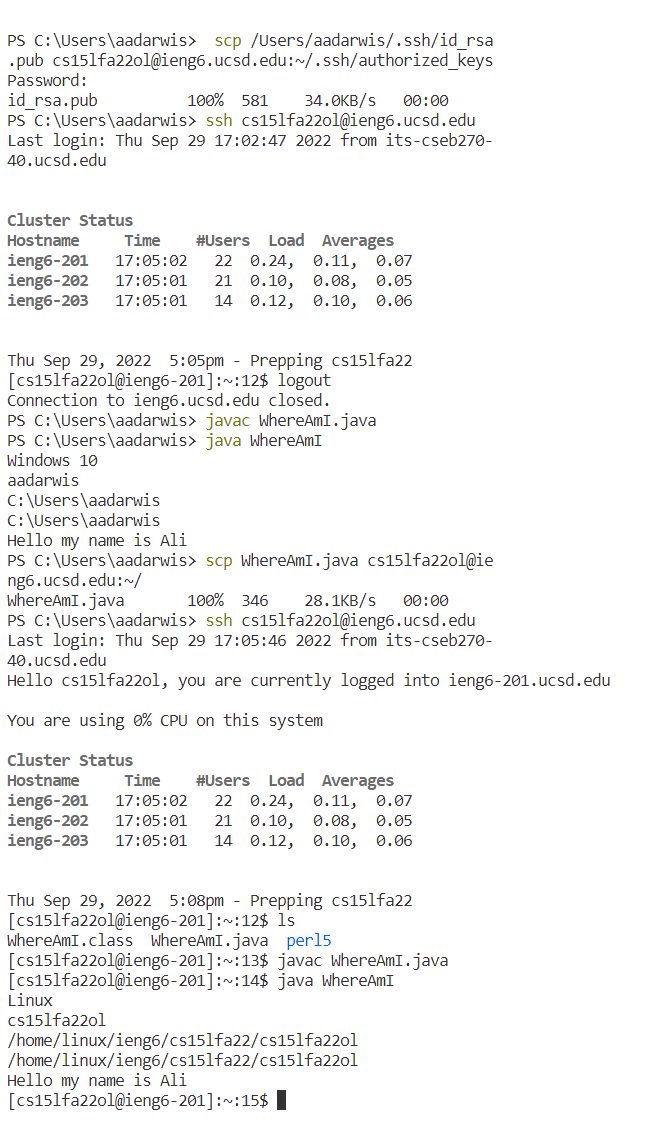 PS C:\Users\aadarwis>  scp /Users/aadarwis/.ssh/id_rsa
.pub cs15lfa22ol@ieng6.ucsd.edu:~/.ssh/authorized_keys
Password:
id_rsa.pub          100%  581    34.0KB/s   00:00
PS C:\Users\aadarwis> ssh cs15lfa22ol@ieng6.ucsd.edu
Last login: Thu Sep 29 17:02:47 2022 from its-cseb270-
40.ucsd.edu
Cluster Status
Hostname     Time    #Users  Load  Averages
ieng6-201   17:05:02   22  0.24,  0.11,  0.07
ieng6-202   17:05:01   21  0.10,  0.08,  0.05
ieng6-203   17:05:01   14  0.12,  0.10,  0.06
Thu Sep 29, 2022  5:05pm - Prepping cs15lfa22
[cs15lfa22ol@ieng6-201]:~:12$ logout
Connection to ieng6.ucsd.edu closed.
PS C:\Users\aadarwis> javac WhereAmI.java
PS C:\Users\aadarwis> java WhereAmI
Windows 10
aadarwis
C:\Users\aadarwis
C:\Users\aadarwis
Hello my name is Ali
PS C:\Users\aadarwis> scp WhereAmI.java cs15lfa22ol@ie
ng6.ucsd.edu:~/
WhereAmI.java       100%  346    28.1KB/s   00:00
PS C:\Users\aadarwis> ssh cs15lfa22ol@ieng6.ucsd.edu
Last login: Thu Sep 29 17:05:46 2022 from its-cseb270-
40.ucsd.edu
Hello cs15lfa22ol, you are currently logged into ieng6-201.ucsd.edu
You are using 0% CPU on this system
Cluster Status
Hostname     Time    #Users  Load  Averages
ieng6-201   17:05:02   22  0.24,  0.11,  0.07
ieng6-202   17:05:01   21  0.10,  0.08,  0.05
ieng6-203   17:05:01   14  0.12,  0.10,  0.06
Thu Sep 29, 2022  5:08pm - Prepping cs15lfa22
[cs15lfa22ol@ieng6-201]:~:12$ ls
WhereAmI.class  WhereAmI.java  perl5
[cs15lfa22ol@ieng6-201]:~:13$ javac WhereAmI.java
[cs15lfa22ol@ieng6-201]:~:14$ java WhereAmI
Linux
cs15lfa22ol
/home/linux/ieng6/cs15lfa22/cs15lfa22ol
/home/linux/ieng6/cs15lfa22/cs15lfa22ol
Hello my name is Ali
[cs15lfa22ol@ieng6-201]:~:15$